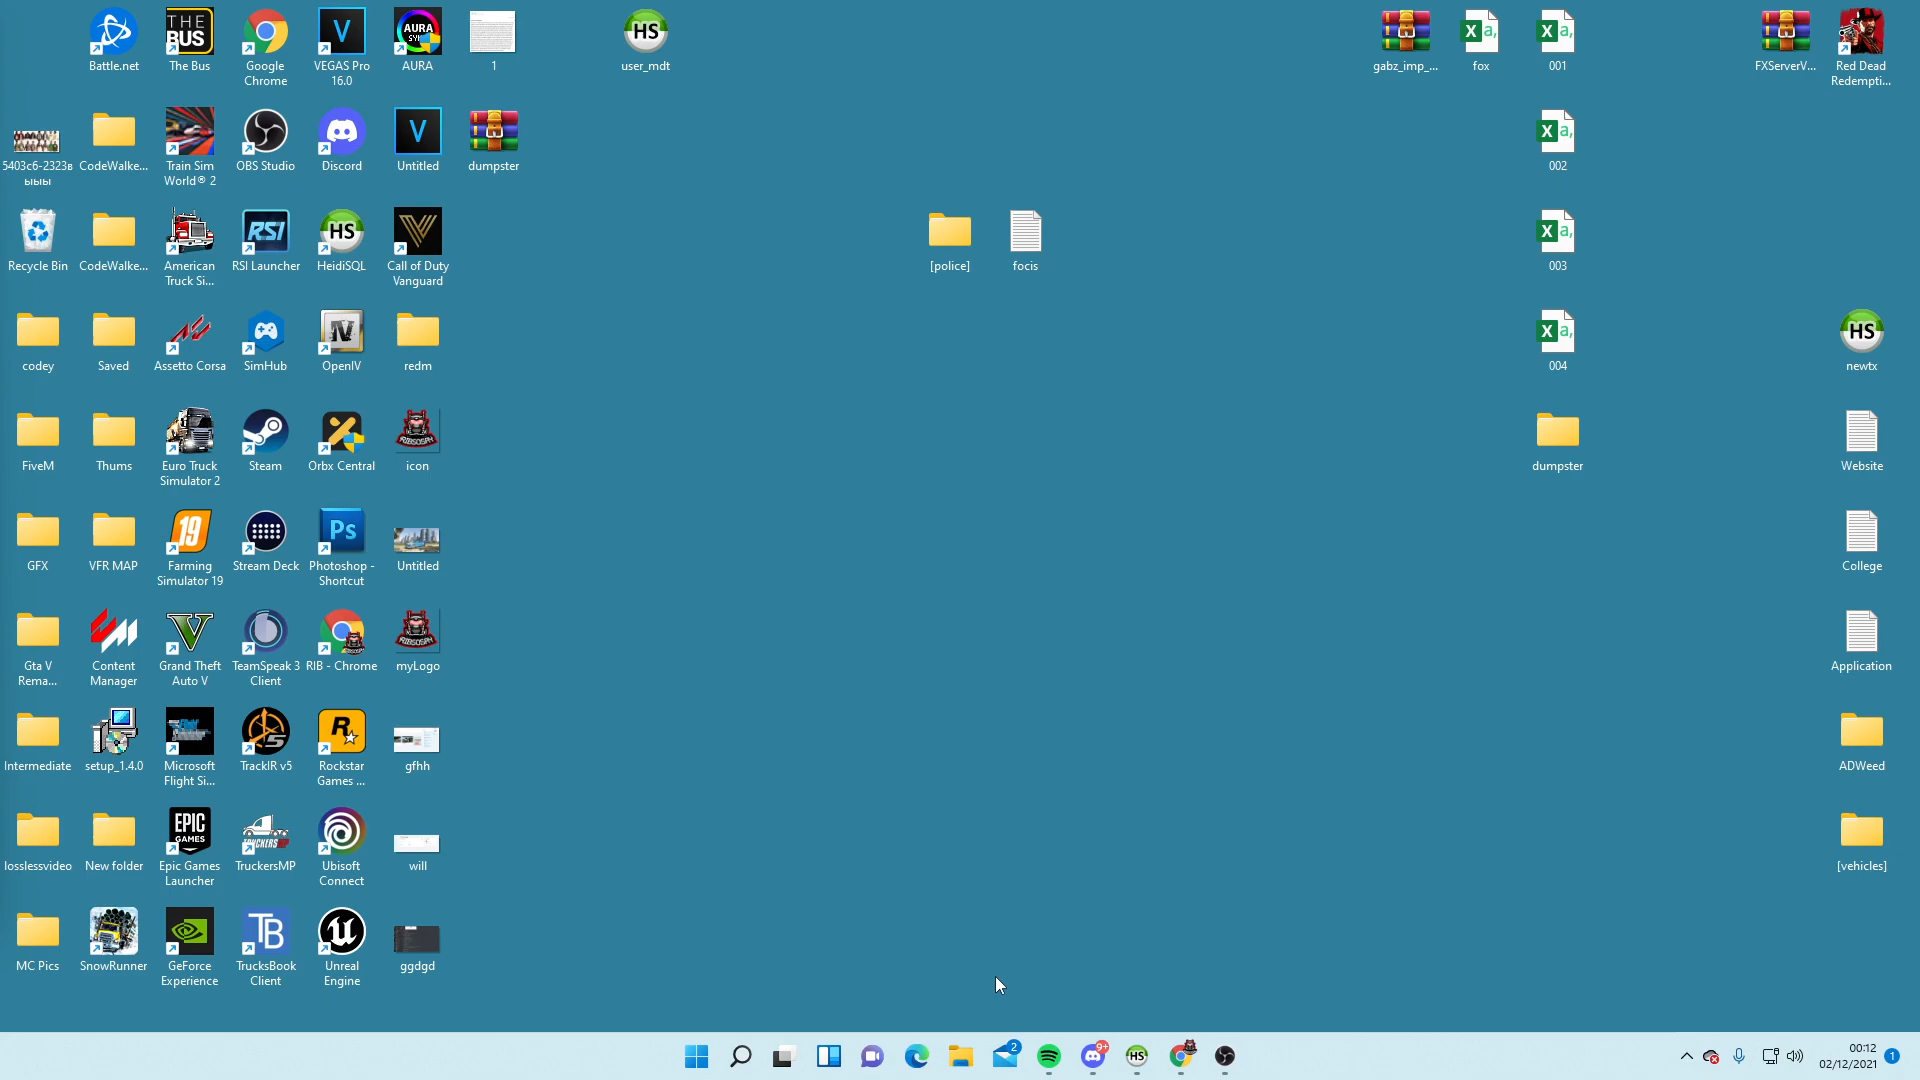 Battle.net
The Bus
Google
Chrome
VEGAS Pro
16.0
AURA
1
user_mdt
gabz_imp_...
fox
001
FXServerV...
Red Dead
Redempti...
5403c6-2323в
ыыы
CodeWalke...
Train Sim
World® 2
OBS Studio
Discord
Untitled
dumpster
002
Recycle Bin
CodeWalke...
American
Truck Si...
RSI Launcher
HeidiSQL
Call of Duty
Vanguard
[police]
focis
003
codey
Saved
Assetto Corsa
SimHub
OpenIV
redm
004
newtx
FiveM
Thums
Euro Truck
Simulator 2
Steam
Orbx Central
icon
dumpster
Website
GFX
VFR MAP
Farming
Simulator 19
Stream Deck
Photoshop -
Shortcut
Untitled
College
Gta V
Rema...
Content
Manager
Grand Theft
Auto V
TeamSpeak 3
Client
RIB - Chrome
myLogo
Application
Intermediate
setup_1.4.0
Microsoft
Flight Si...
TrackIR v5
Rockstar
Games ...
gfhh
ADWeed
losslessvideo
New folder
Epic Games
Launcher
TruckersMP
Ubisoft
Connect
will
[vehicles]
MC Pics
SnowRunner
GeForce
Experience
TrucksBook
Client
Unreal
Engine
ggdgd
2
9+
00:12
02/12/2021
1